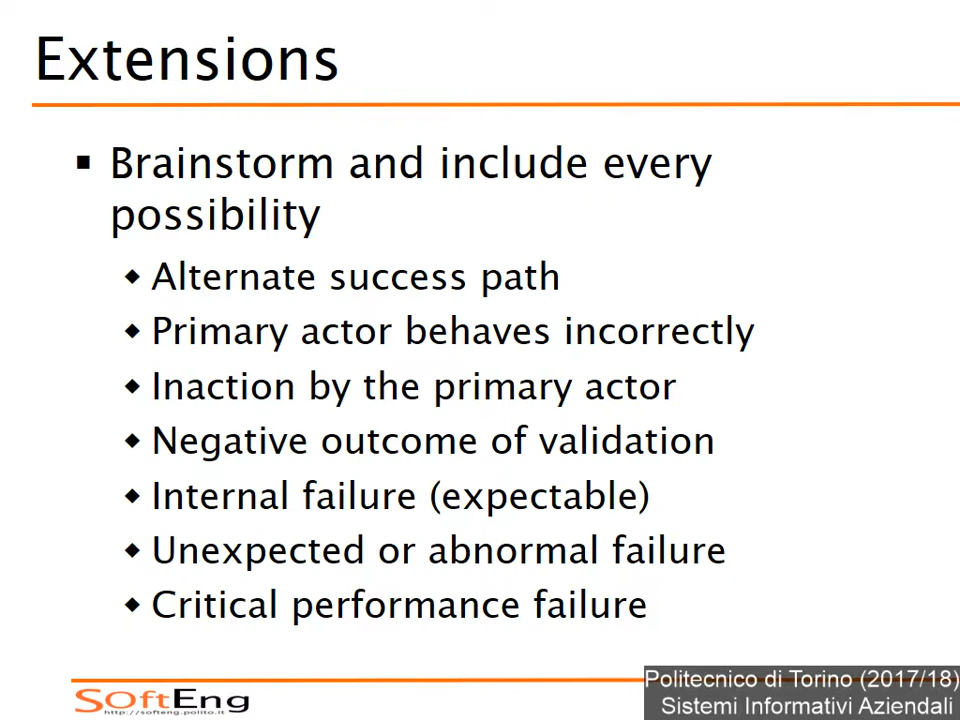 Extensions
▪ Brainstorm and include every
possibility
◆ Alternate success path
◆ Primary actor behaves incorrectly
◆ Inaction by the primary actor
◆ Negative outcome of validation
◆ Internal failure (expectable)
◆ Unexpected or abnormal failure
◆ Critical performance failure
SoftEng
http://softeng.polito.it
Politecnico di Torino (2017/18)
Sistemi Informativi Aziendali